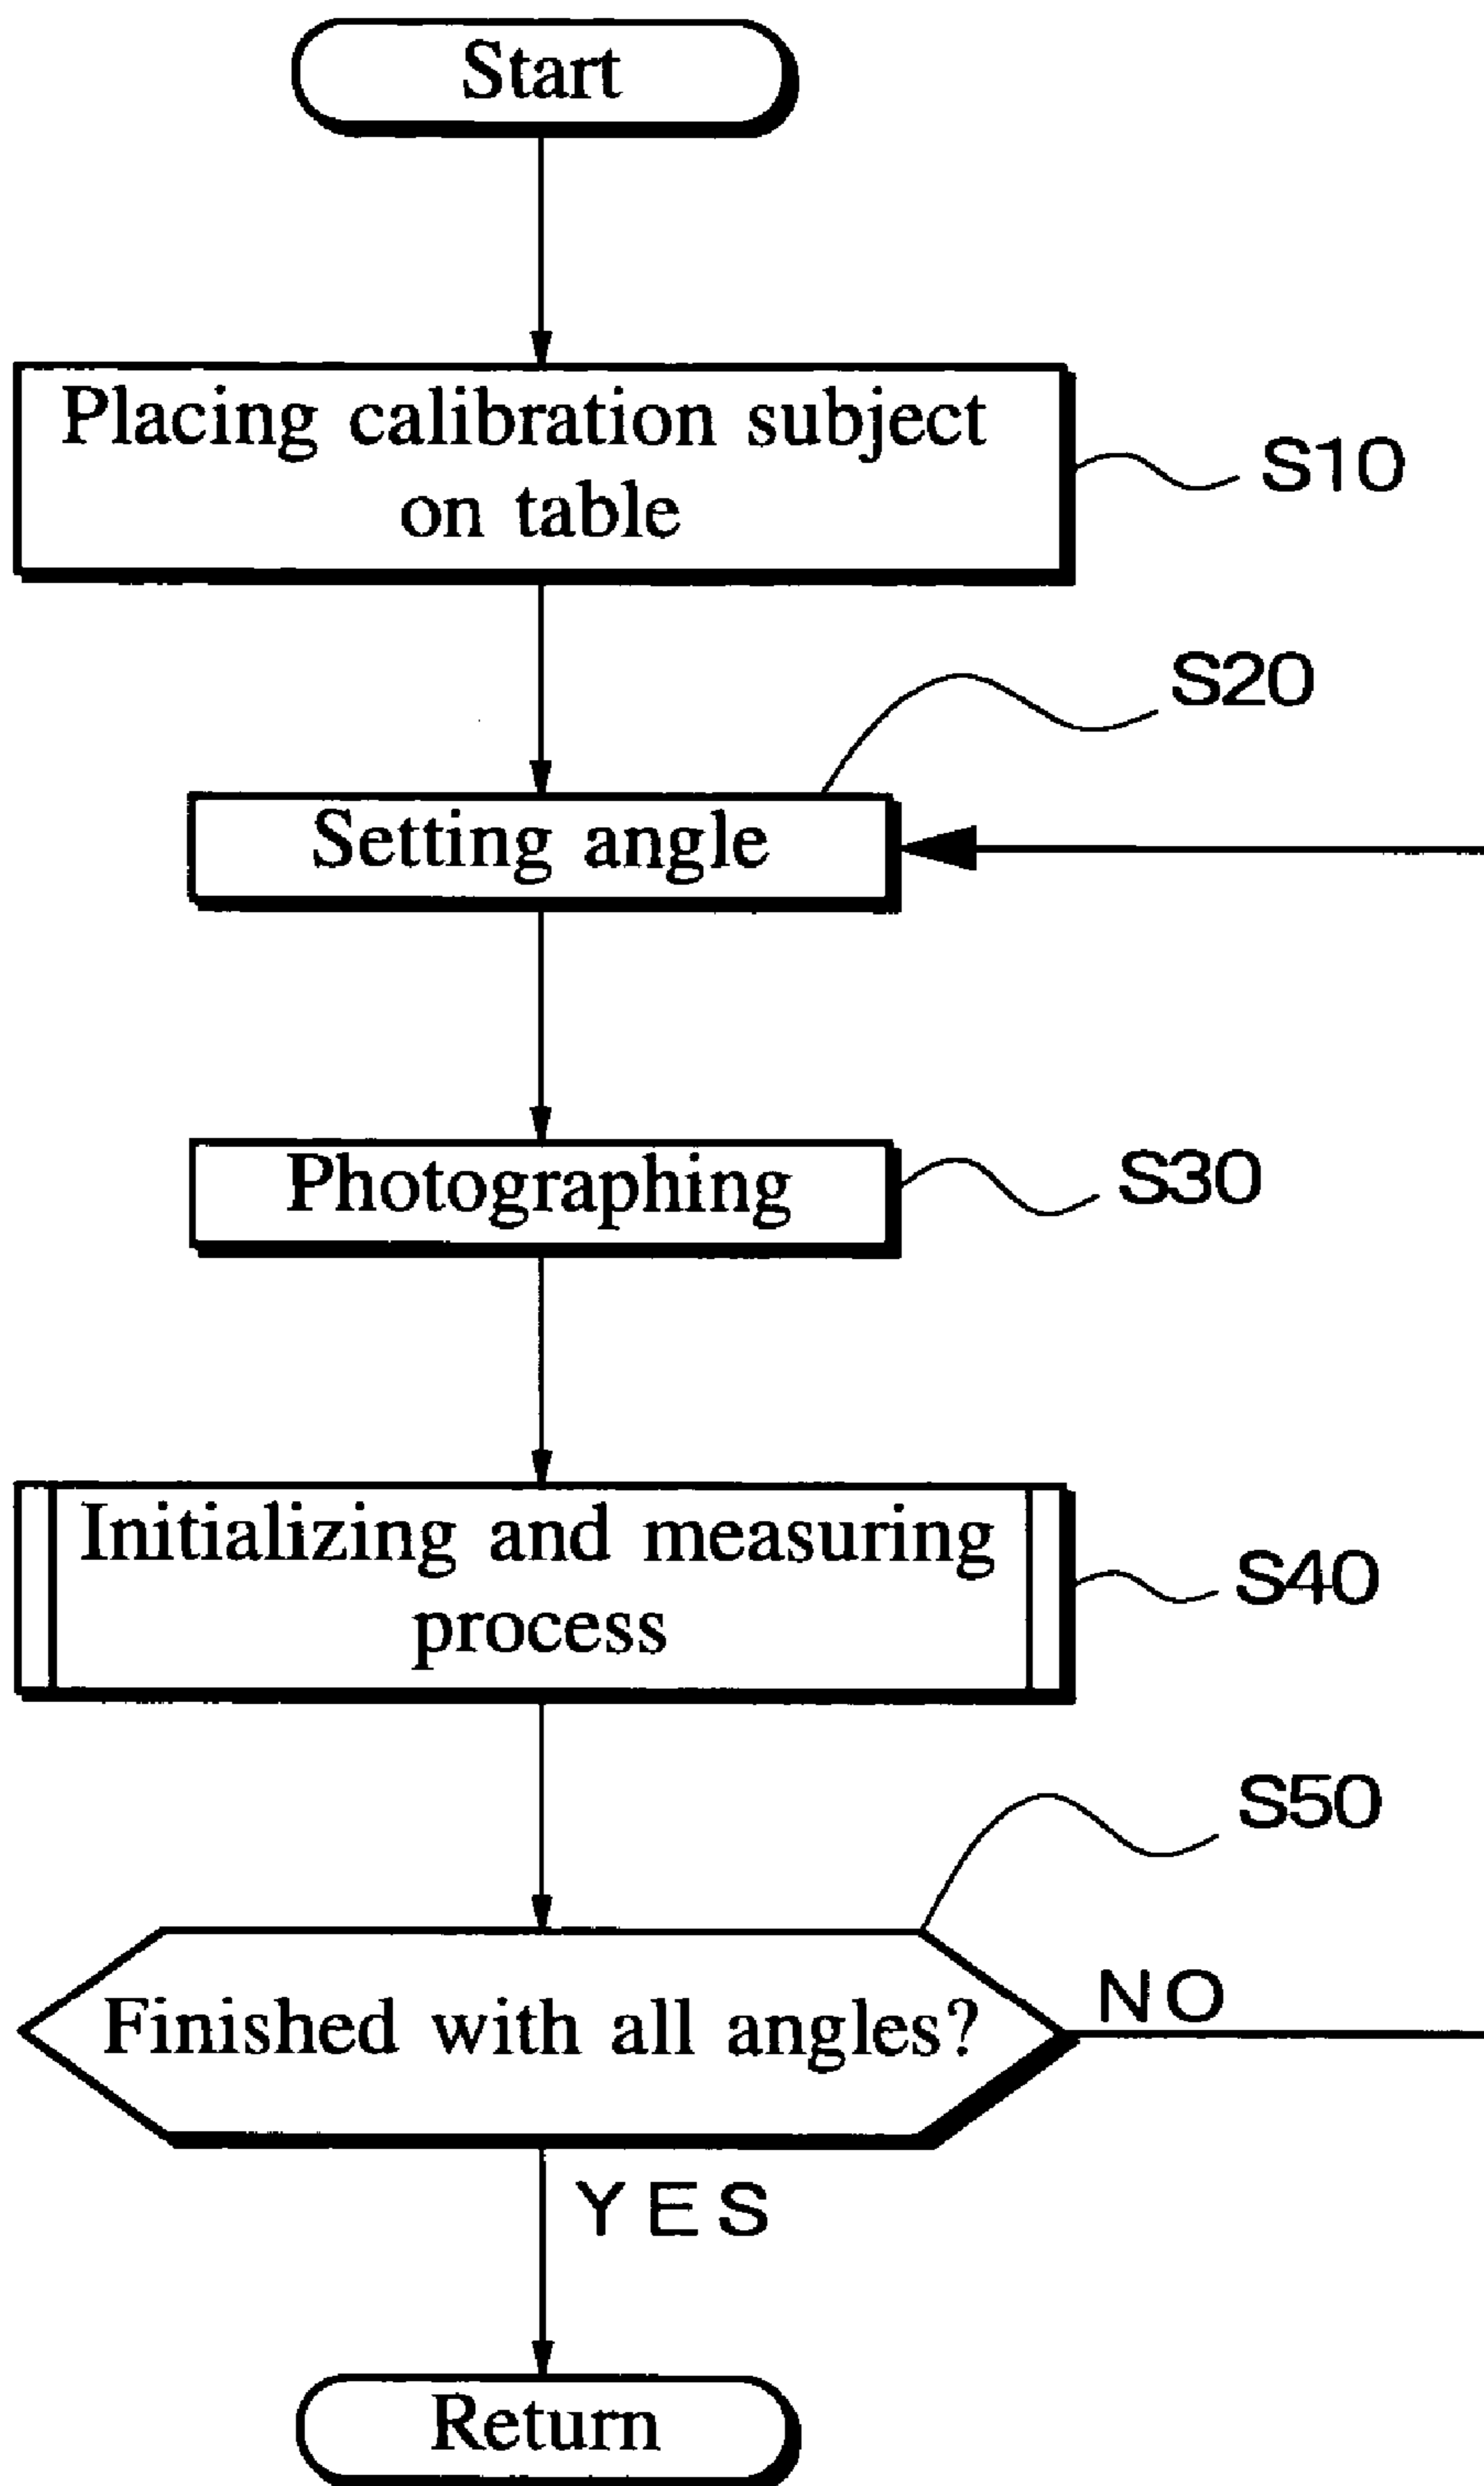 Start
Placing calibration subject
on table
S10
S20
Setting angle
Photographing
S30
Initializing and measuring
process
S40
S50
Finished with all angles?
NO
YES
Return